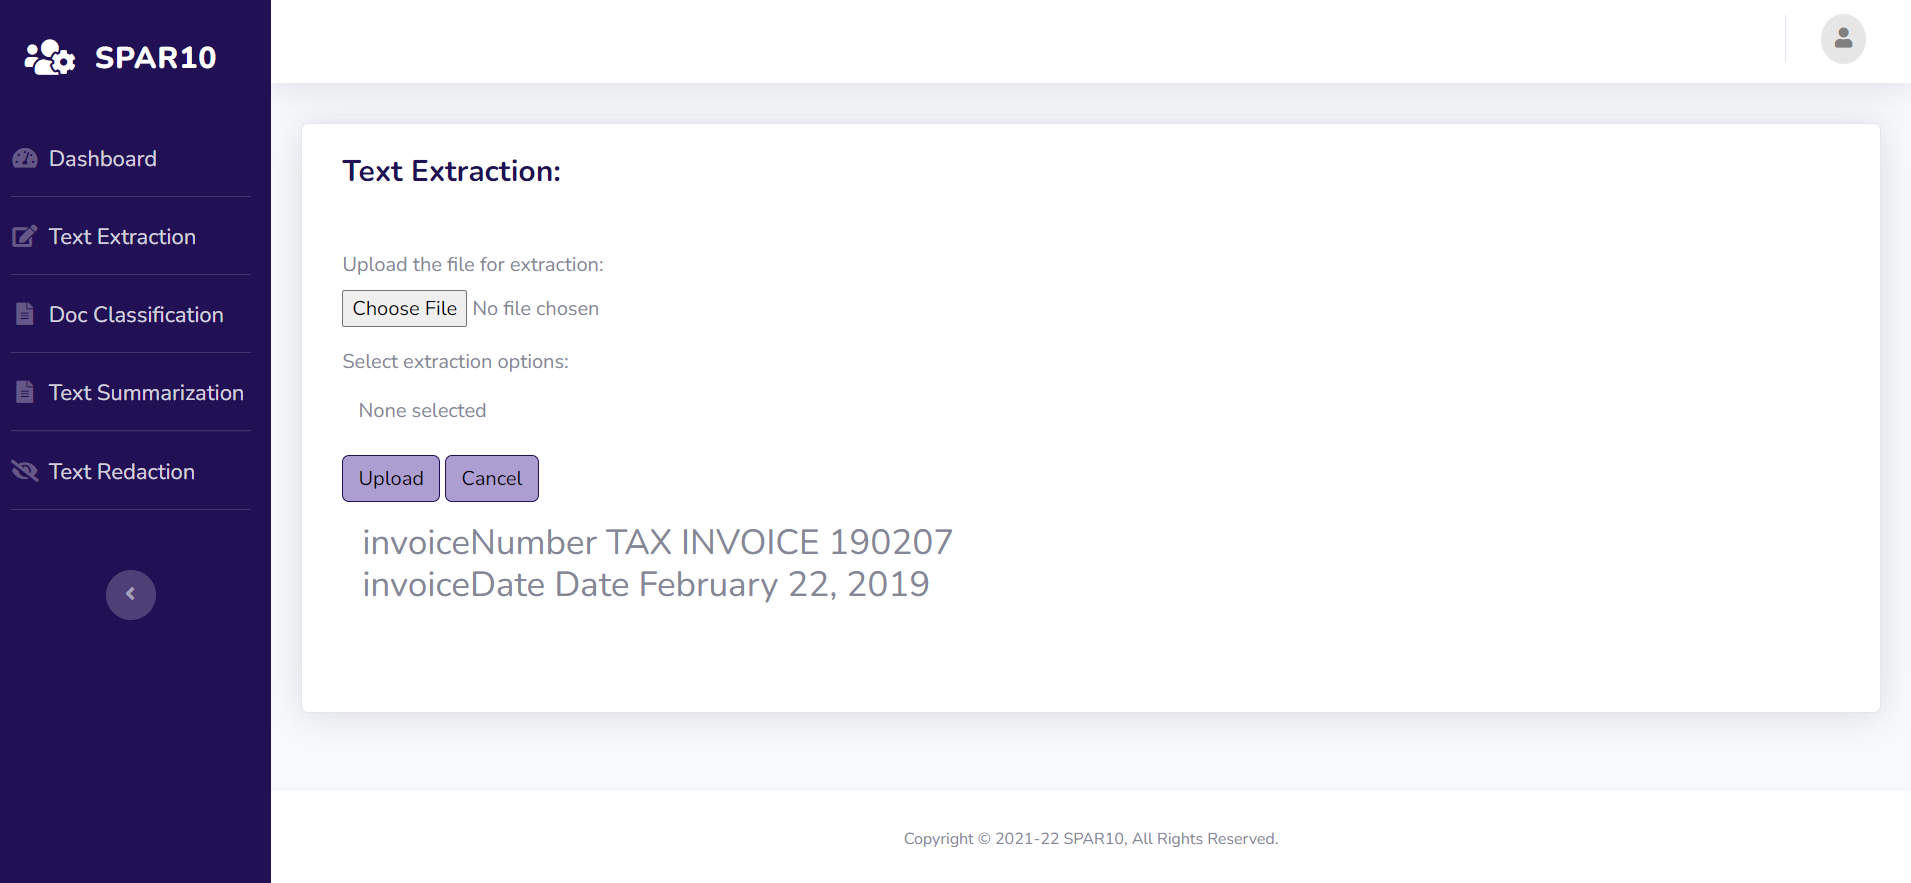 SPAR10
Dashboard
Text Extraction
Doc Classification
Text Summarization
Text Redaction
Text Extraction:
Upload the file for extraction:
Choose File No file chosen
Select extraction options:
None selected
Upload Cancel
invoiceNumber TAX INVOICE 190207
invoiceDate Date February 22, 2019
Copyright © 2021-22 SPAR10, All Rights Reserved.